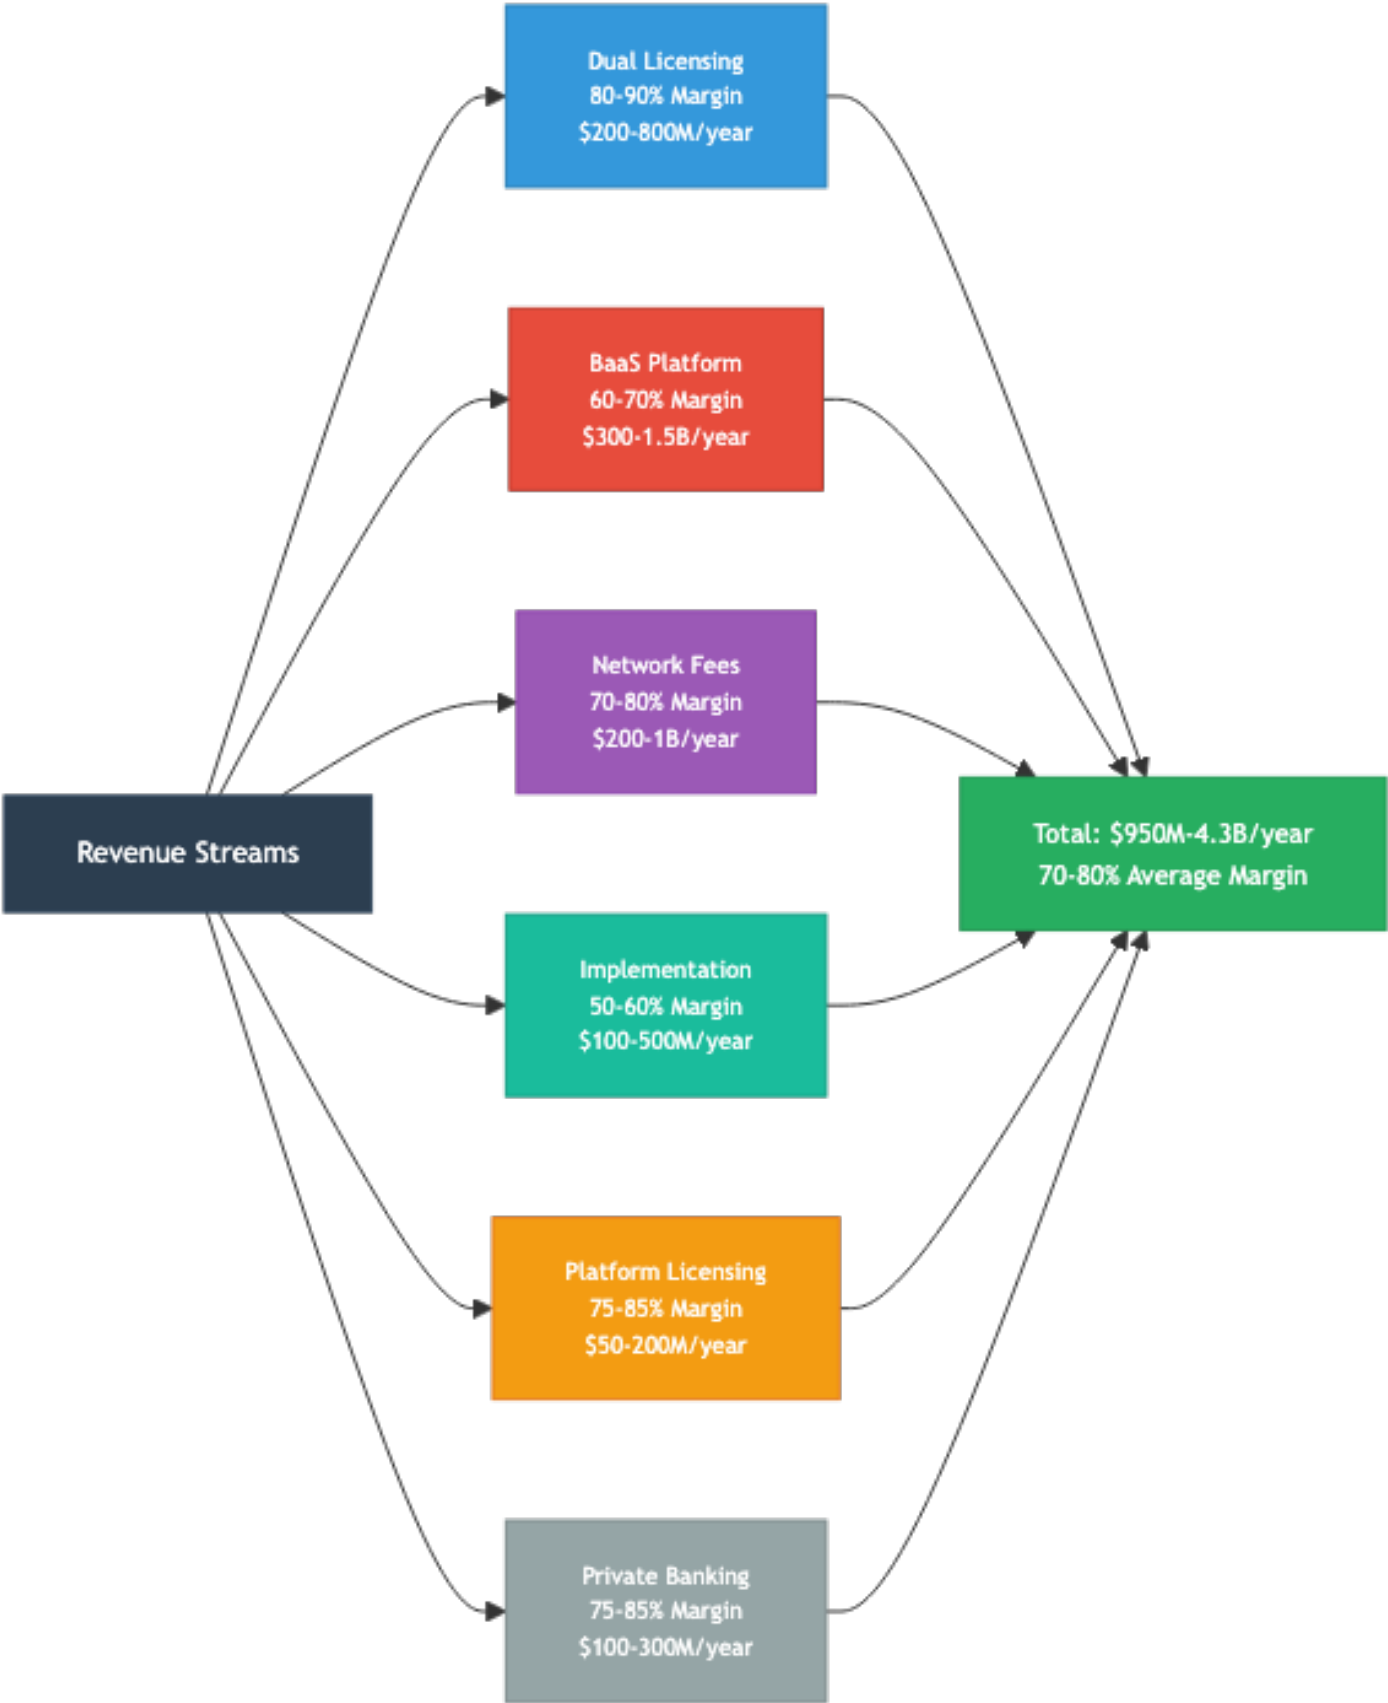 Revenue Streams
Dual Licensing
80-90% Margin
$200-800M/year
BaaS Platform
60-70% Margin
$300-1.5B/year
Network Fees
70-80% Margin
$200-1B/year
Implementation
50-60% Margin
$100-500M/year
Platform Licensing
75-85% Margin
$50-200M/year
Private Banking
75-85% Margin
$100-300M/year
Total: $950M-4.3B/year
70-80% Average Margin